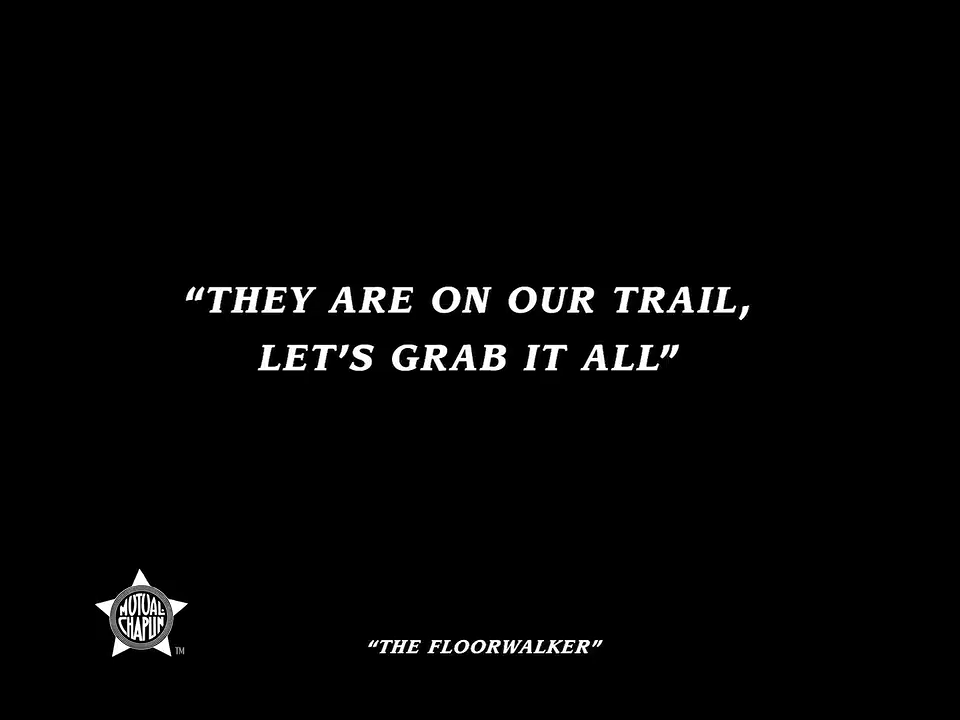 “THEY ARE ON OUR TRAIL,
LET’S GRAB IT ALL”
MUTUAL-
CHAPLIN
TM
“THE FLOORWALKER”